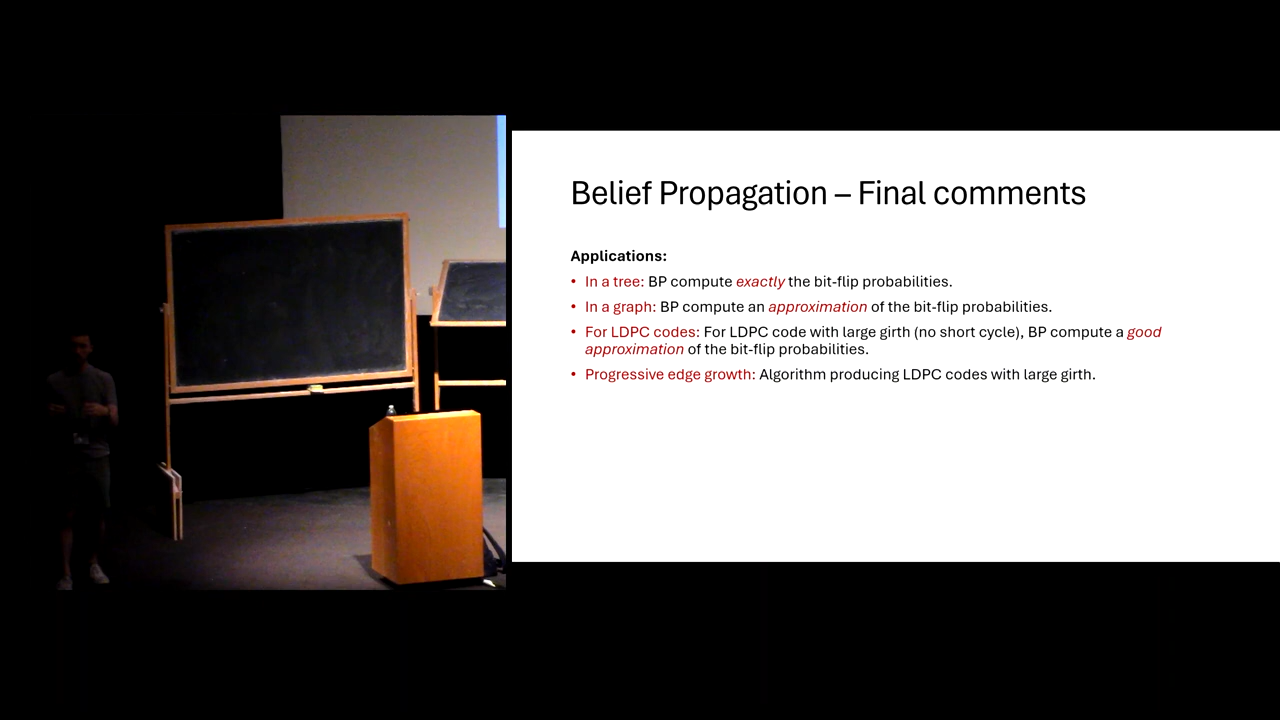 Belief Propagation – Final comments
Applications:
• In a tree: BP compute exactly the bit-flip probabilities.
• In a graph: BP compute an approximation of the bit-flip probabilities.
• For LDPC codes: For LDPC code with large girth (no short cycle), BP compute a good
approximation of the bit-flip probabilities.
• Progressive edge growth: Algorithm producing LDPC codes with large girth.